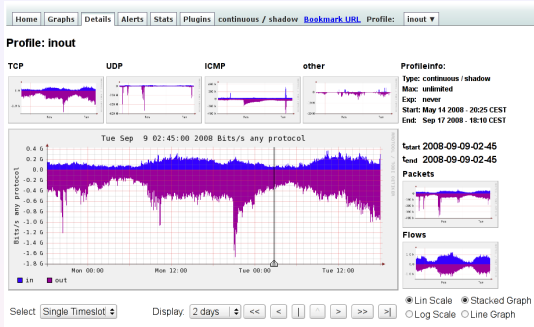 Home Graphs Details Alerts Stats Plugins continuous / shadow Bookmark URL Profile: inout ▼
Profile: inout
TCP UDP ICMP other
Profileinfo:
Type: continuous / shadow
Max: unlimited
Exp: never
Start: May 14 2008 - 20:25 CEST
End: Sep 17 2008 - 18:10 CEST
tstart 2008-09-09-02-45
tend 2008-09-09-02-45
Packets
Flows
Tue Sep 9 02:45:00 2008 Bits/s any protocol
Bits/s any protocol
0.4 G
0.2 G
0.0
-0.2 G
-0.4 G
-0.6 G
-0.8 G
-1.0 G
-1.2 G
-1.4 G
-1.6 G
-1.8 G
Mon 00:00 Mon 12:00 Tue 00:00 Tue 12:00
in out
Lin Scale Stacked Graph
Log Scale Line Graph
Select Single Timeslot Display: 2 days << < | ^ > >> >|